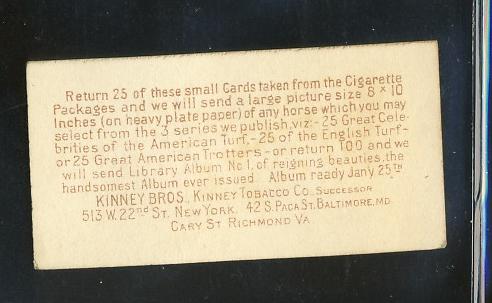 Return 25 of these small Cards taken from the Cigarette
Packages and we will send a large picture size 8 x 10
Inches (on heavy plate paper) of any horse which you may
select from the 3 series we publish, viz:- 25 Great Cele-
brities of the American Turf,- 25 of the English Turf-
or 25 Great American Trotters - or return 100 and we
will send Library Album No 1, of reigning beauties, the
handsomest Album ever issued Album ready Jan'y 25TH
KINNEY BROS. KINNEY TOBACCO CO. SUCCESSOR
513 W. 22nd ST. NEW YORK. 42 S. PACA ST. BALTIMORE, MD.
CARY ST RICHMOND VA